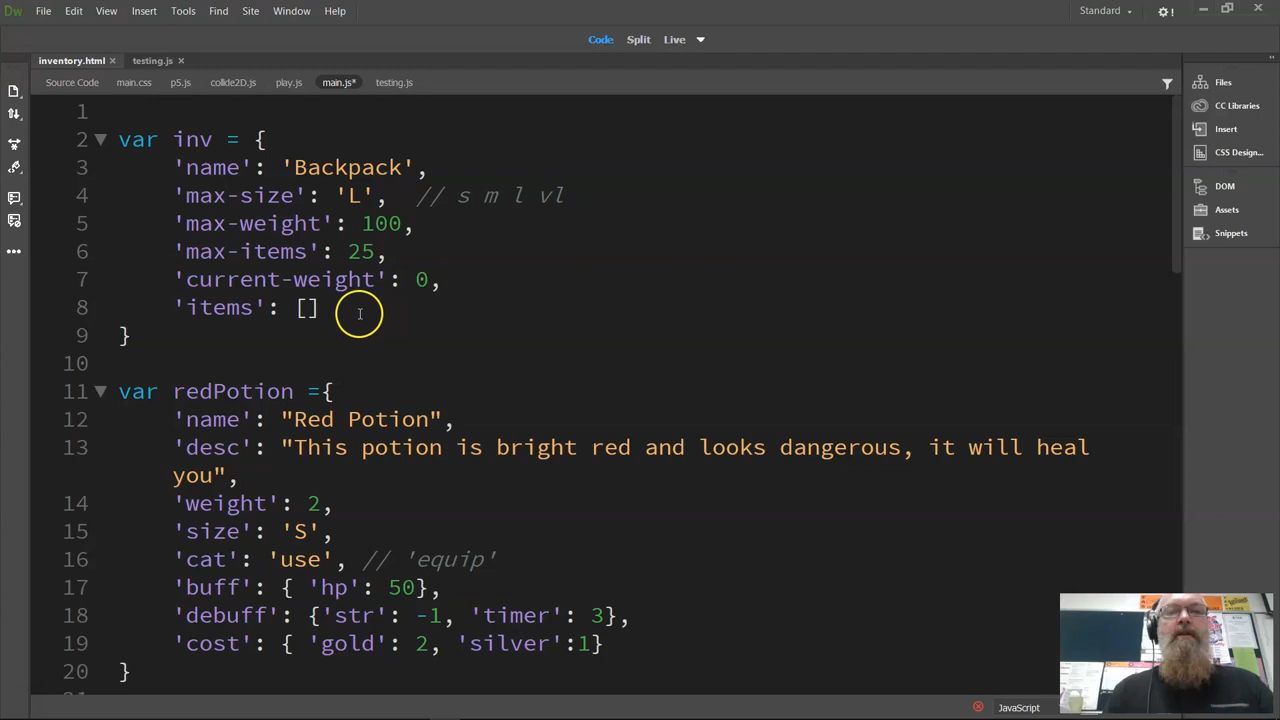 Dw File Edit View Insert Tools Find Site Window Help Standard
Code Split Live
inventory.html × testing.js ×
Source Code main.css p5.js collide2D.js play.js main.js* testing.js
1
2 var inv = {
3 'name': 'Backpack',
4 'max-size': 'L', // s m l vl
5 'max-weight': 100,
6 'max-items': 25,
7 'current-weight': 0,
8 'items': []
9 }
10
11 var redPotion ={
12 'name': "Red Potion",
13 'desc': "This potion is bright red and looks dangerous, it will heal
you",
14 'weight': 2,
15 'size': 'S',
16 'cat': 'use', // 'equip'
17 'buff': { 'hp': 50},
18 'debuff': {'str': -1, 'timer': 3},
19 'cost': { 'gold': 2, 'silver':1}
20 }
Files
CC Libraries
Insert
CSS Design...
DOM
Assets
Snippets
JavaScript